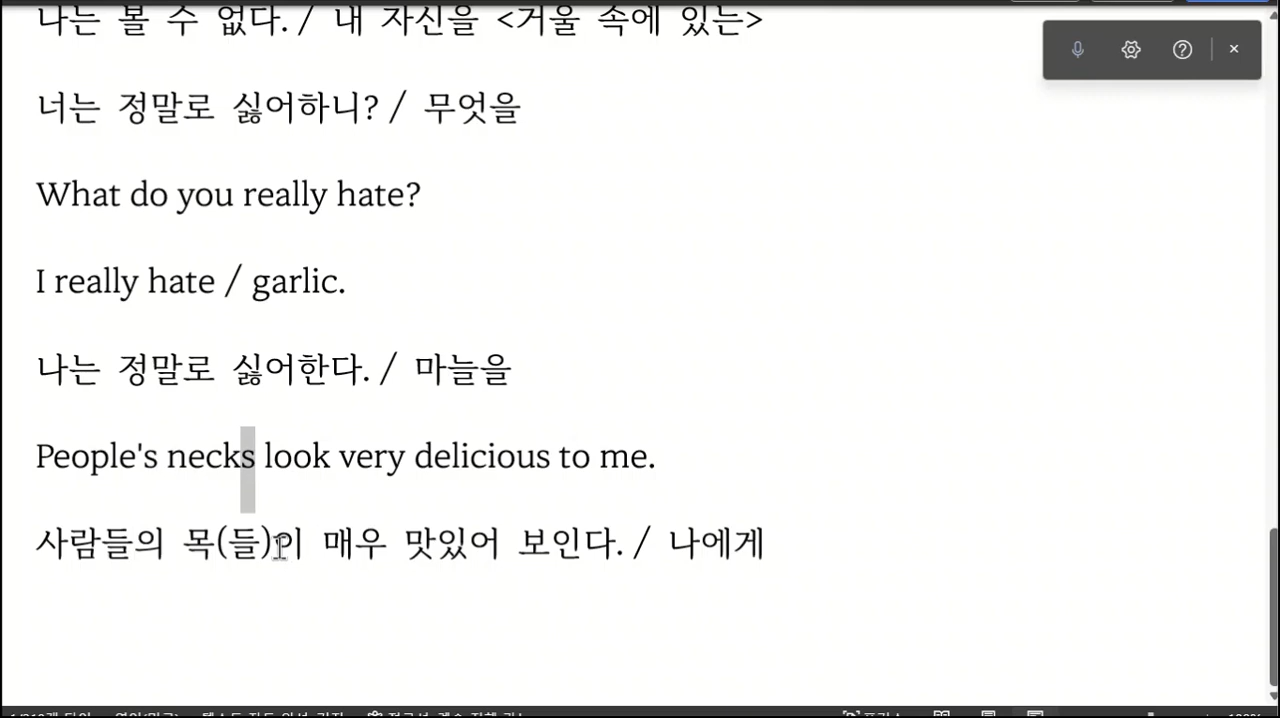 나는 볼 수 없다. / 내 자신을 <거울 속에 있는>
너는 정말로 싫어하니? / 무엇을
What do you really hate?
I really hate / garlic.
나는 정말로 싫어한다. / 마늘을
People's necks look very delicious to me.
사람들의 목(들)이 매우 맛있어 보인다. / 나에게